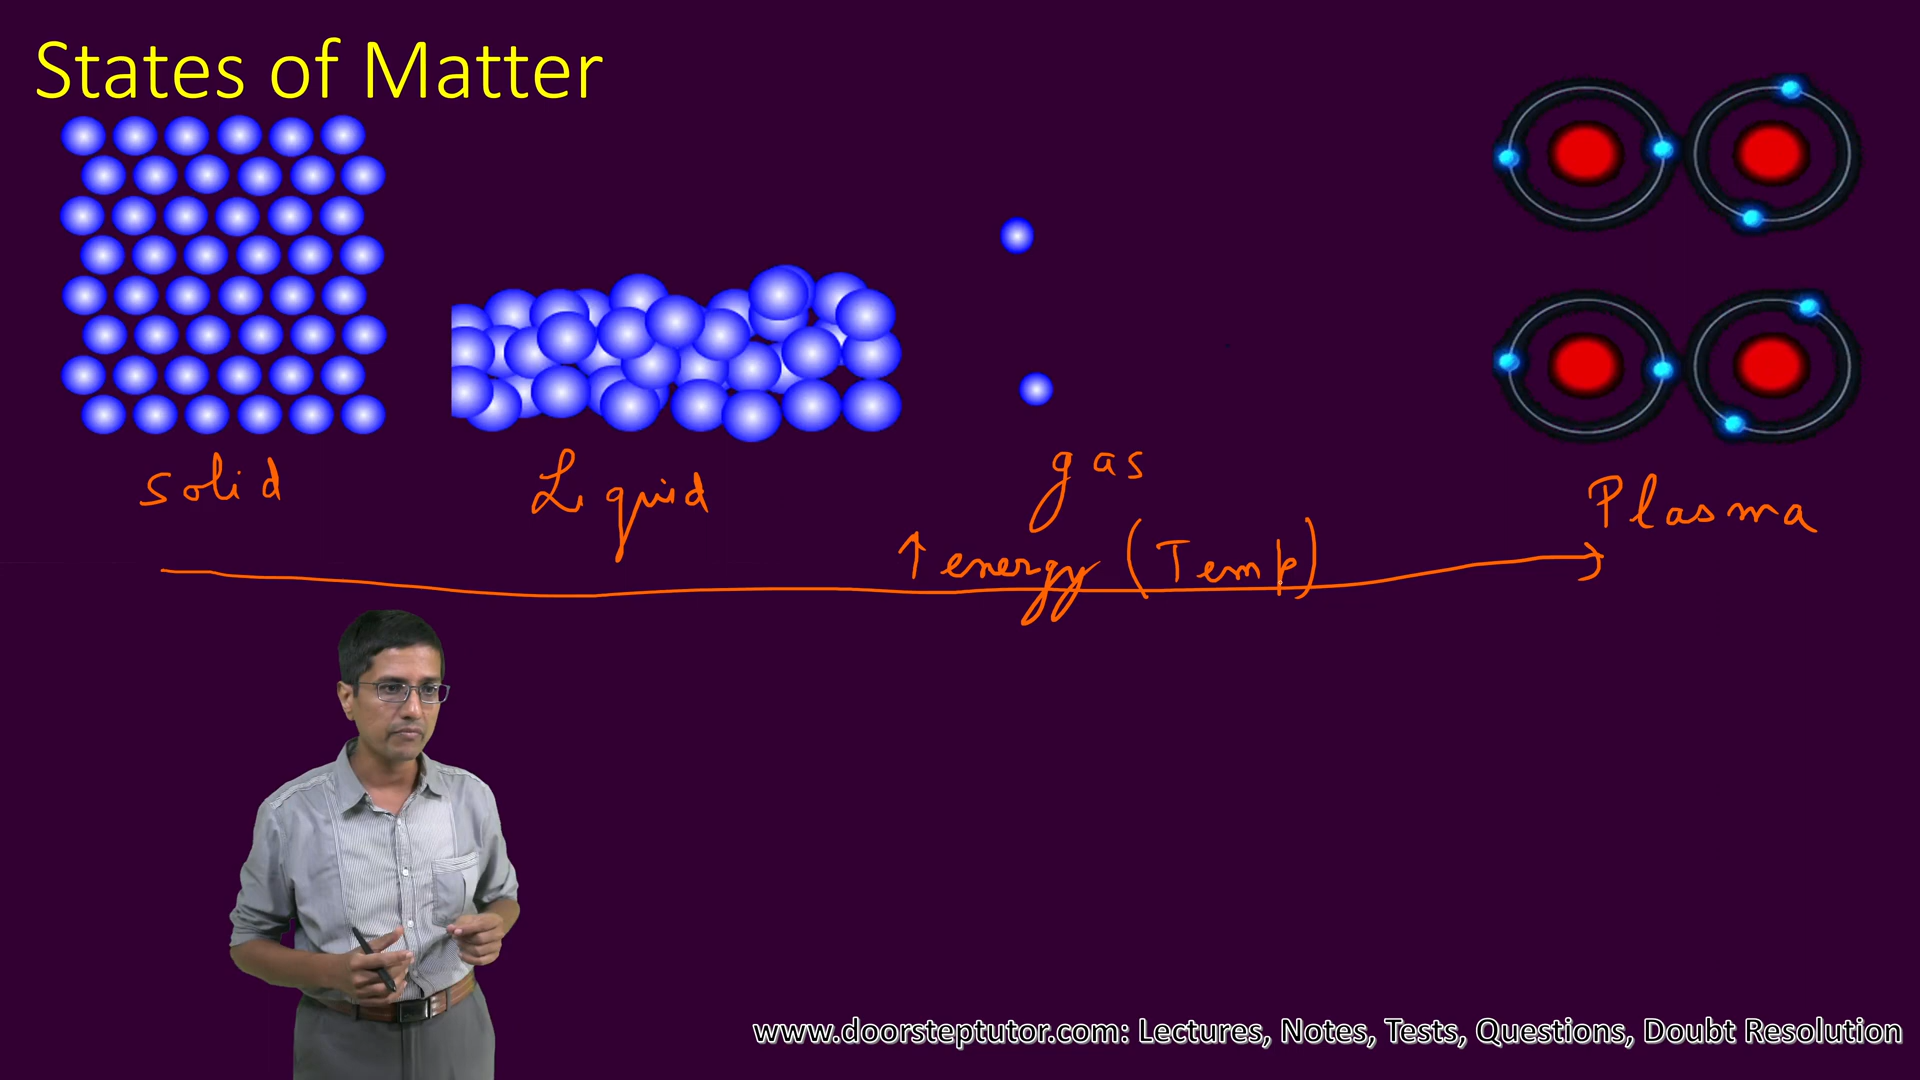 States of Matter
solid
Liquid
gas
Plasma
↑ energy (Temp)
www.doorsteptutor.com: Lectures, Notes, Tests, Questions, Doubt Resolution